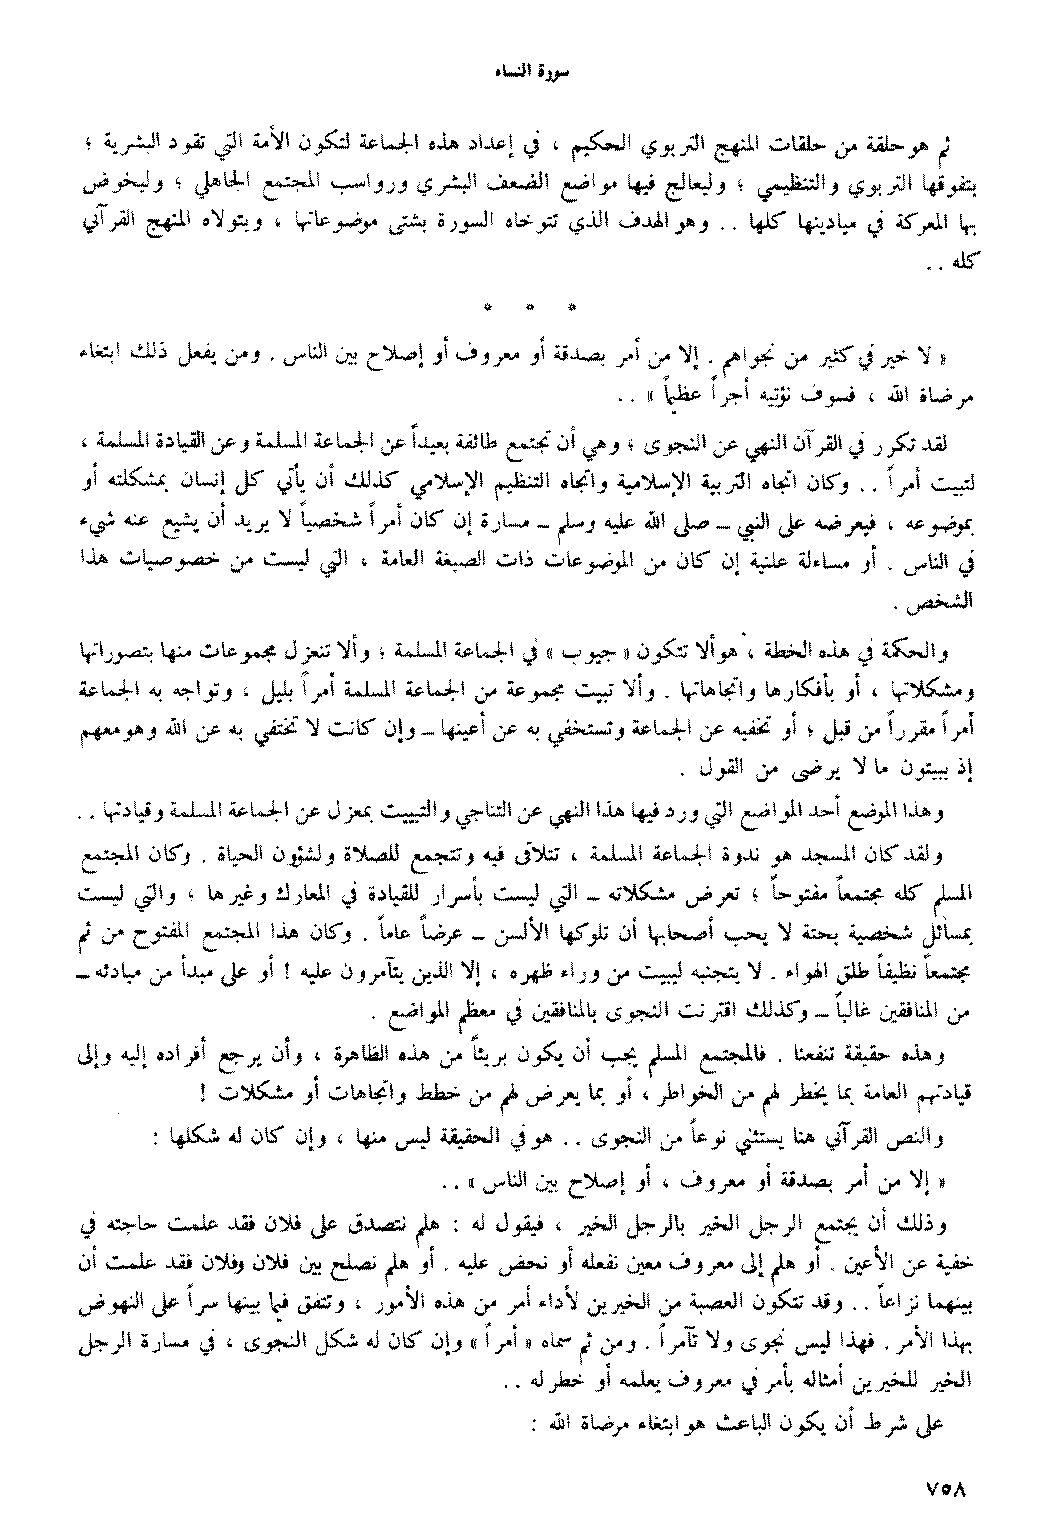 سورة النساء
ثم هو حلقة من حلقات المنهج التربوي الحكيم ، في إعداد هذه الجماعة لتكون الأمة التي تقود البشرية ؛
بتفوقها التربوي والتنظيمي ؛ وليعالج فيها مواضع الضعف البشري ورواسب المجتمع الجاهلي ؛ وليخوض
بها المعركة في ميادينها كلها .. وهو الهدف الذي تتوخاه السورة بشتى موضوعاتها ، ويتولاه المنهج القرآني
كله ..
* * *
« لا خير في كثير من نجواهم . إلا من أمر بصدقة أو معروف أو إصلاح بين الناس . ومن يفعل ذلك ابتغاء
مرضاة الله ، فسوف نؤتيه أجراً عظيماً » ..
لقد تكرر في القرآن النهي عن النجوى ؛ وهي أن تجتمع طائفة بعيداً عن الجماعة المسلمة وعن القيادة المسلمة ،
لتبيت أمراً .. وكان اتجاه التربية الإسلامية واتجاه التنظيم الإسلامي كذلك أن يأتي كل إنسان بمشكلته أو
بموضوعه ، فيعرضه على النبي – صلى الله عليه وسلم – مسارة إن كان أمراً شخصياً لا يريد أن يشيع عنه شيء
في الناس . أو مساءلة علنية إن كان من الموضوعات ذات الصبغة العامة ، التي ليست من خصوصيات هذا
الشخص .
والحكمة في هذه الخطة ، هو ألا تتكون « جيوب » في الجماعة المسلمة ؛ وألا تنعزل مجموعات منها بتصوراتها
ومشكلاتها ، أو بأفكارها واتجاهاتها . وألا تبيت مجموعة من الجماعة المسلمة أمراً بليل ، وتواجه به الجماعة
أمراً مقرراً من قبل ؛ أو تخفيه عن الجماعة وتستخفي به عن أعينها – وإن كانت لا تختفي به عن الله وهو معهم
إذ يبيتون ما لا يرضى من القول .
وهذا الموضع أحد المواضع التي ورد فيها هذا النهي عن التناجي والتبييت بمعزل عن الجماعة المسلمة وقيادتها ..
ولقد كان المسجد هو ندوة الجماعة المسلمة ، تتلاقى فيه وتتجمع للصلاة ولشؤون الحياة . وكان المجتمع
المسلم كله مجتمعاً مفتوحاً ؛ تعرض مشكلاته – التي ليست بأسرار للقيادة في المعارك وغيرها ؛ والتي ليست
بمسائل شخصية بحتة لا يحب أصحابها أن تلوكها الألسن – عرضاً عاماً . وكان هذا المجتمع المفتوح من ثم
مجتمعاً نظيفاً طلق الهواء . لا يتجنبه ليبيت من وراء ظهره ، إلا الذين يتآمرون عليه ! أو على مبدأ من مبادئه –
من المنافقين غالباً – وكذلك اقترنت النجوى بالمنافقين في معظم المواضع .
وهذه حقيقة تنفعنا . فالمجتمع المسلم يجب أن يكون بريئاً من هذه الظاهرة ، وأن يرجع أفراده إليه وإلى
قيادتهم العامة بما يخطر لهم من الخواطر ، أو بما يعرض لهم من خطط واتجاهات أو مشكلات !
والنص القرآني هنا يستثني نوعاً من النجوى .. هو في الحقيقة ليس منها ، وإن كان له شكلها :
« إلا من أمر بصدقة أو معروف ، أو إصلاح بين الناس » ..
وذلك أن يجتمع الرجل الخير بالرجل الخير ، فيقول له : هلم نتصدق على فلان فقد علمت حاجته في
خفية عن الأعين . أو هلم إلى معروف معين نفعله أو نحض عليه . أو هلم نصلح بين فلان وفلان فقد علمت أن
بينهما نزاعاً .. وقد تتكون العصبة من الخيرين لأداء أمر من هذه الأمور ، وتتفق فيما بينها سراً على النهوض
بهذا الأمر . فهذا ليس نجوى ولا تآمراً . ومن ثم سماه « أمراً » وإن كان له شكل النجوى ، في مسارة الرجل
الخير للخيرين أمثاله بأمر في معروف يعلمه أو خطر له ..
على شرط أن يكون الباعث هو ابتغاء مرضاة الله :
٧٥٨